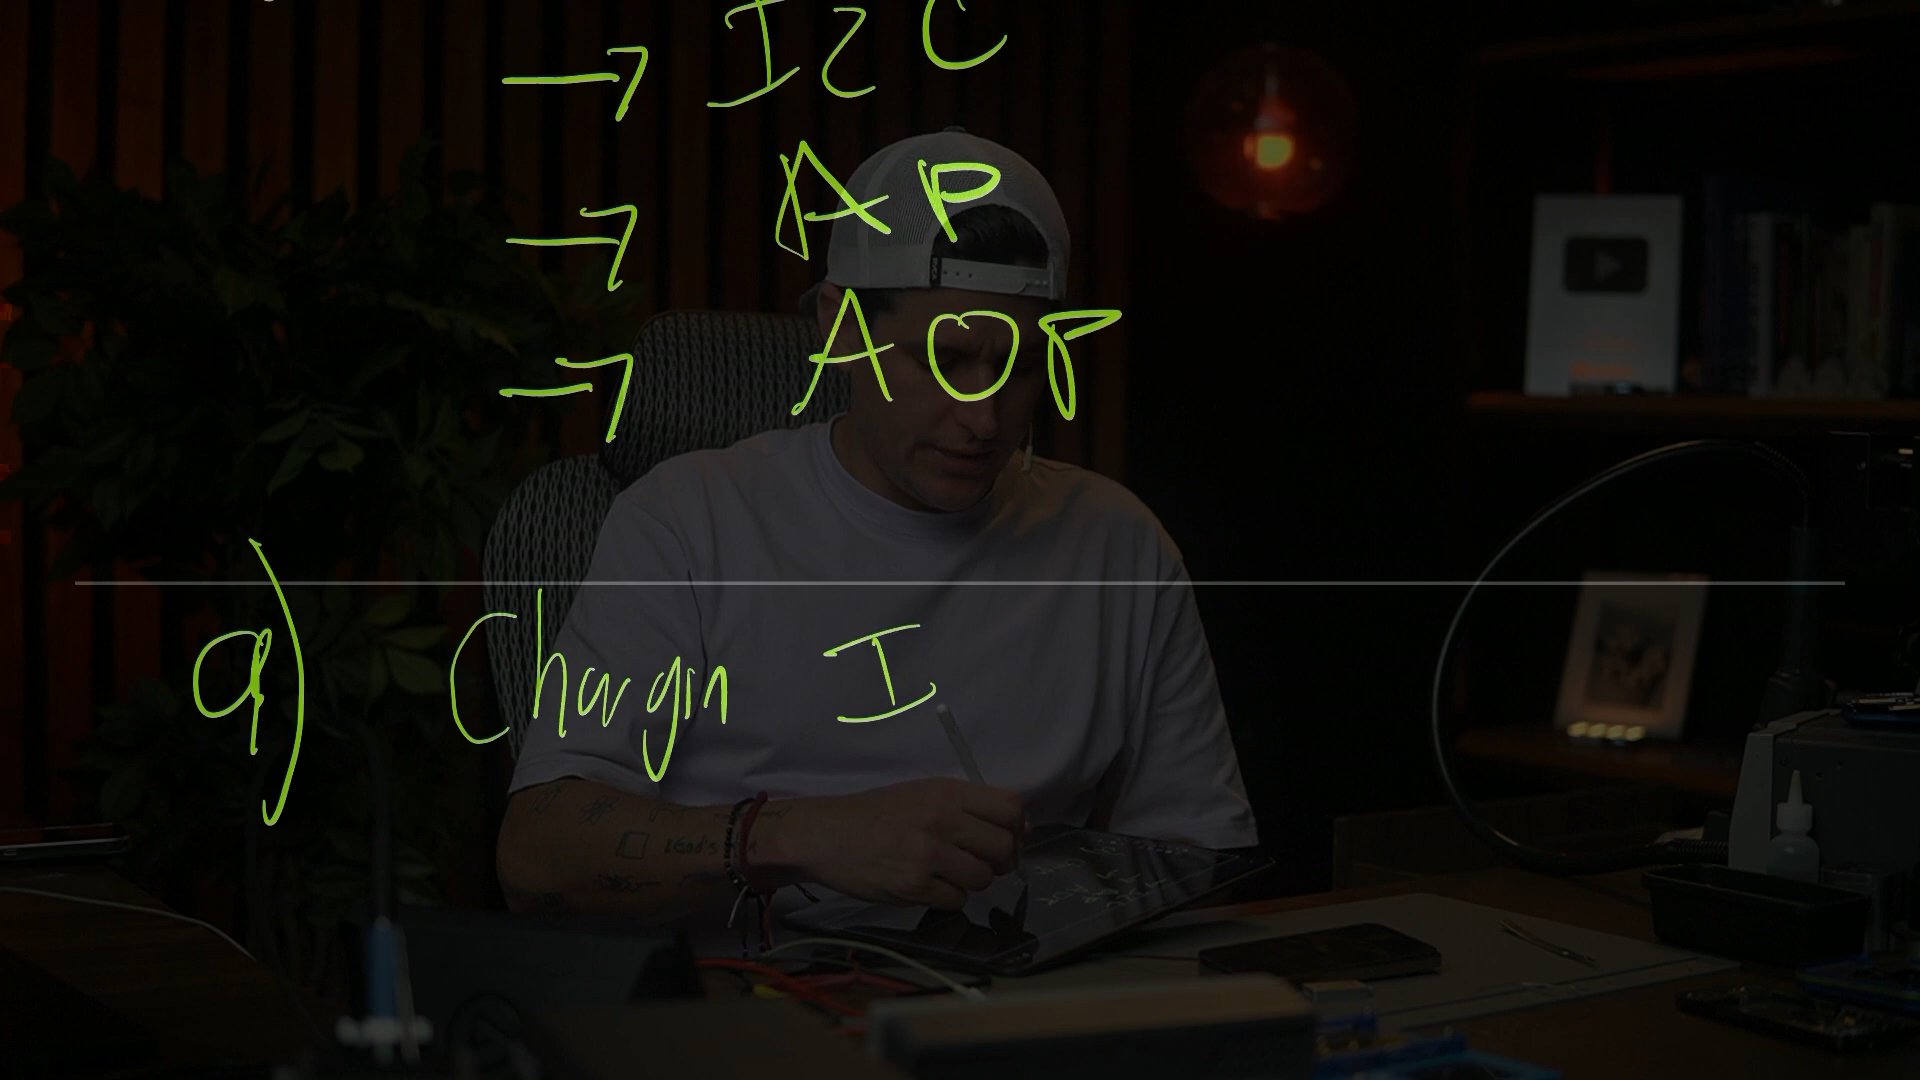 → I2C
→ AP
→ AOP
9) Chargin I